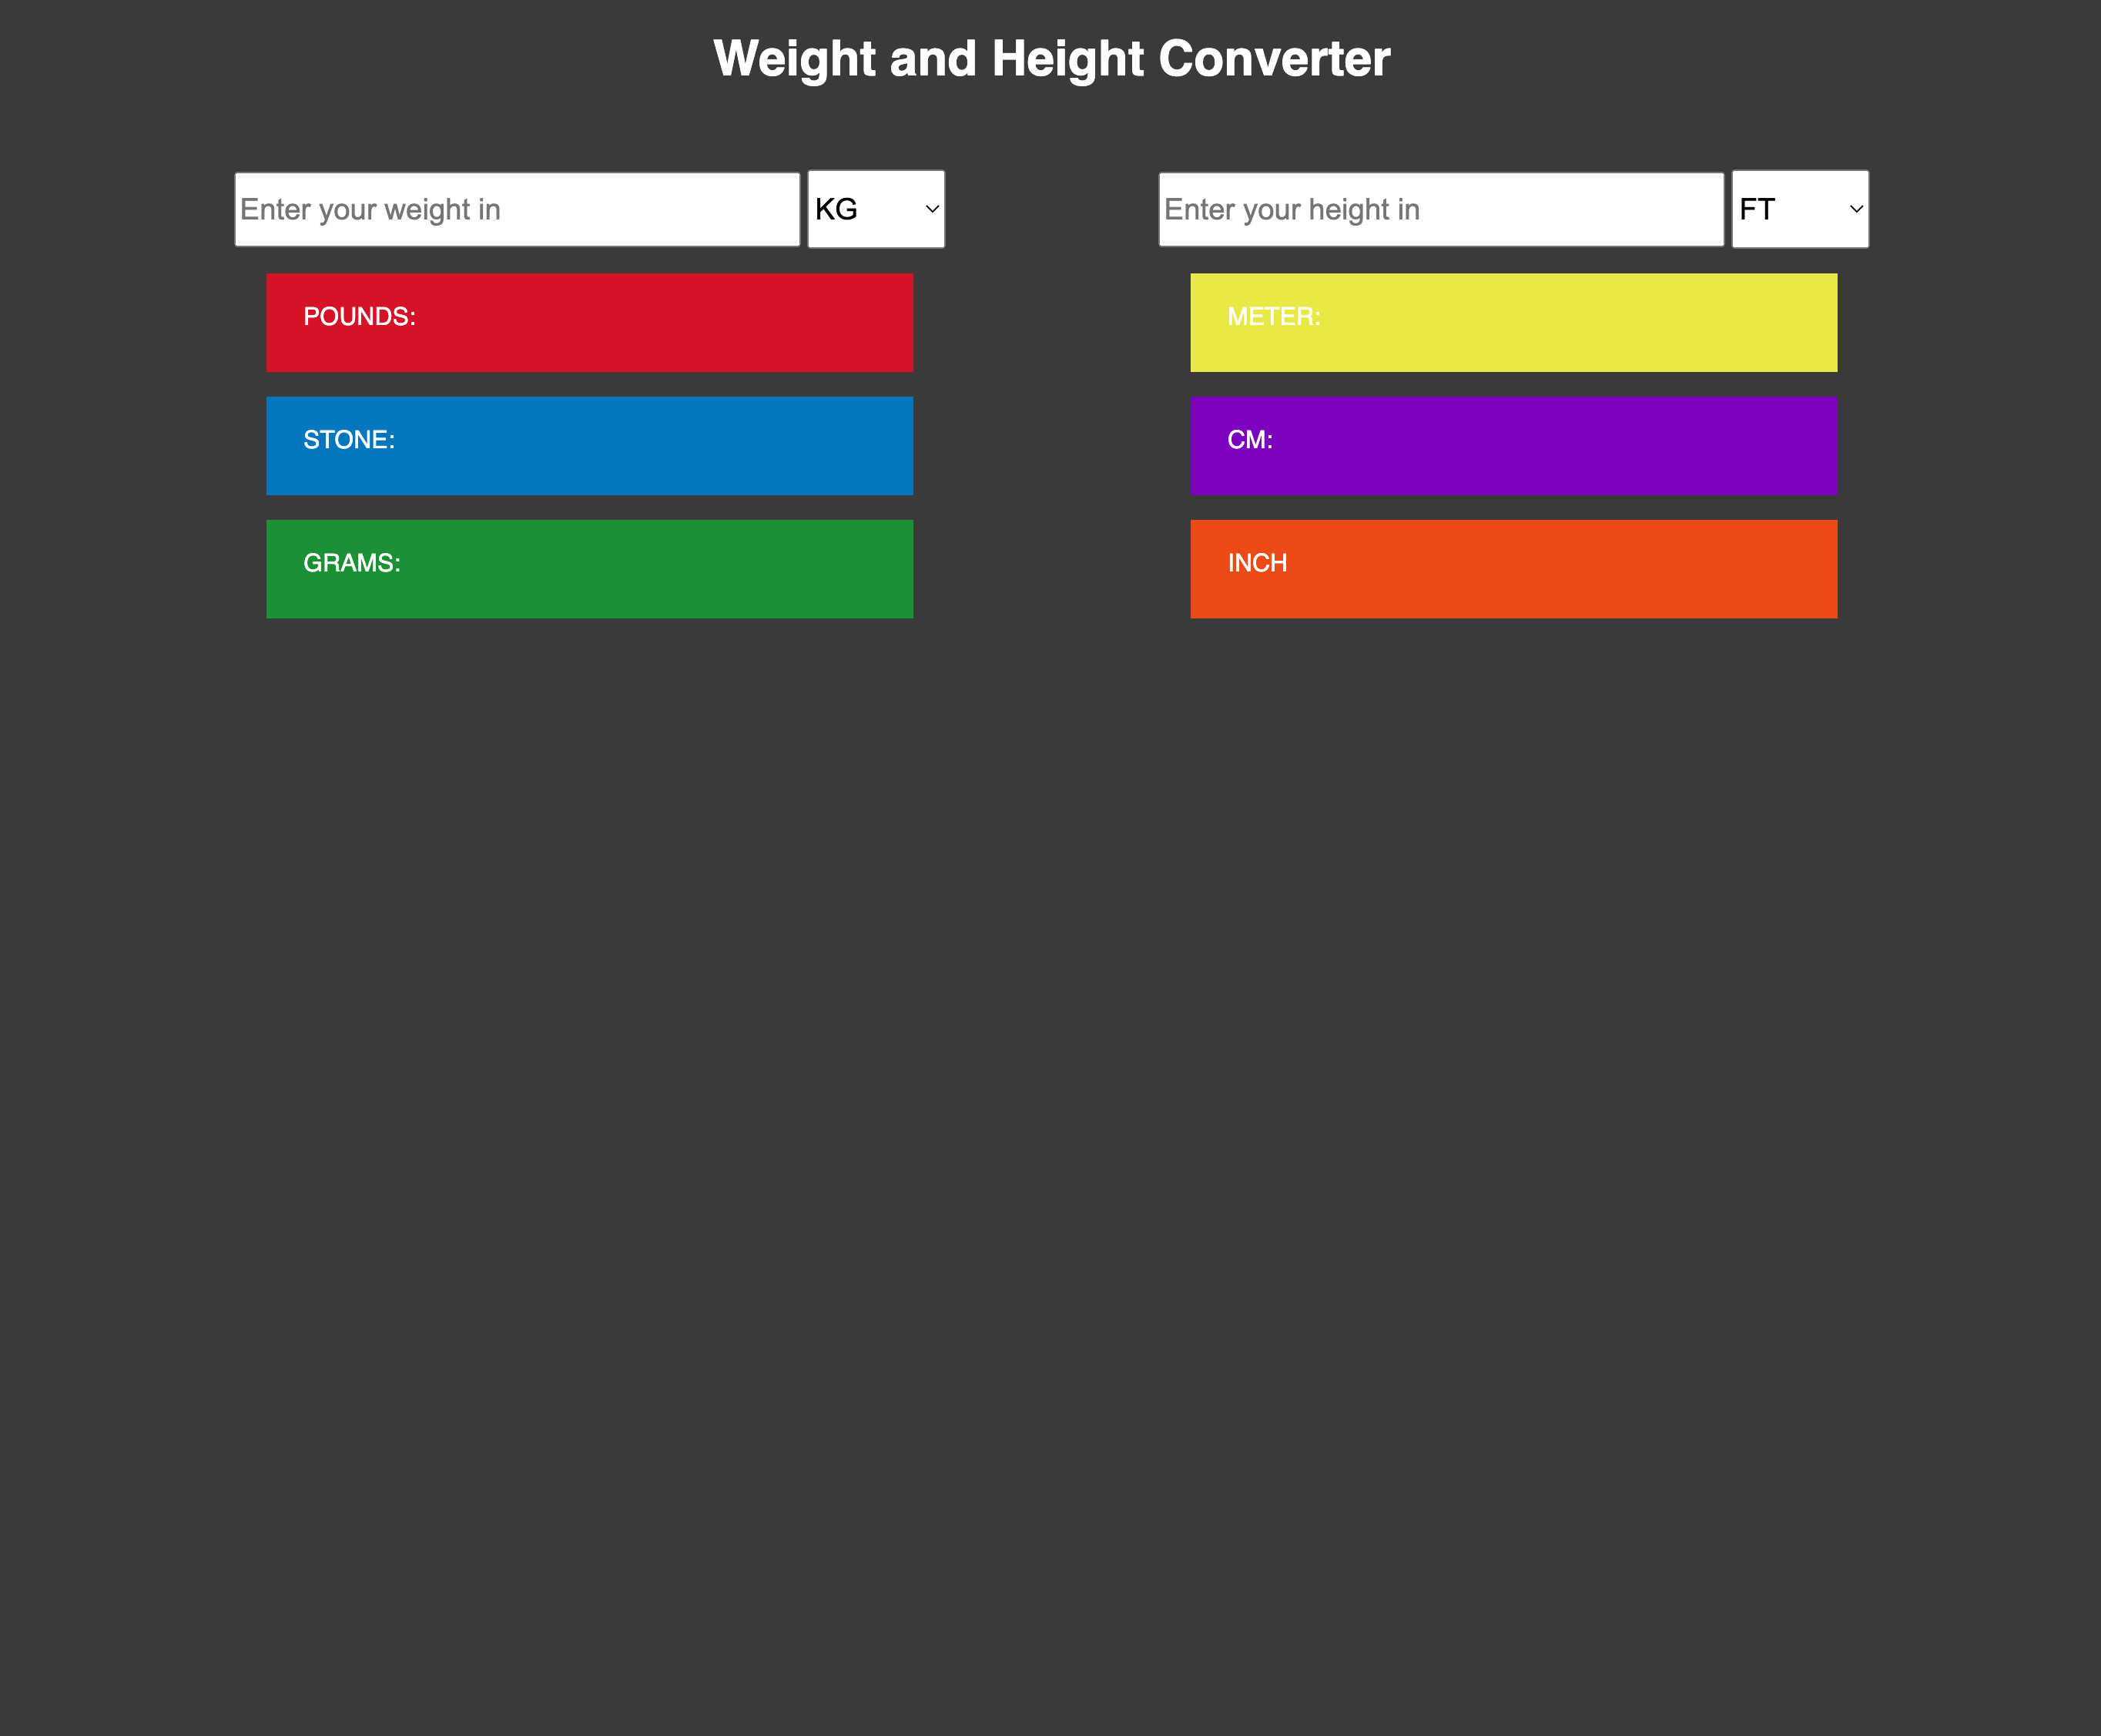 Weight and Height Converter
Enter your weight in
KG
POUNDS:
STONE:
GRAMS:
Enter your height in
FT
METER:
CM:
INCH